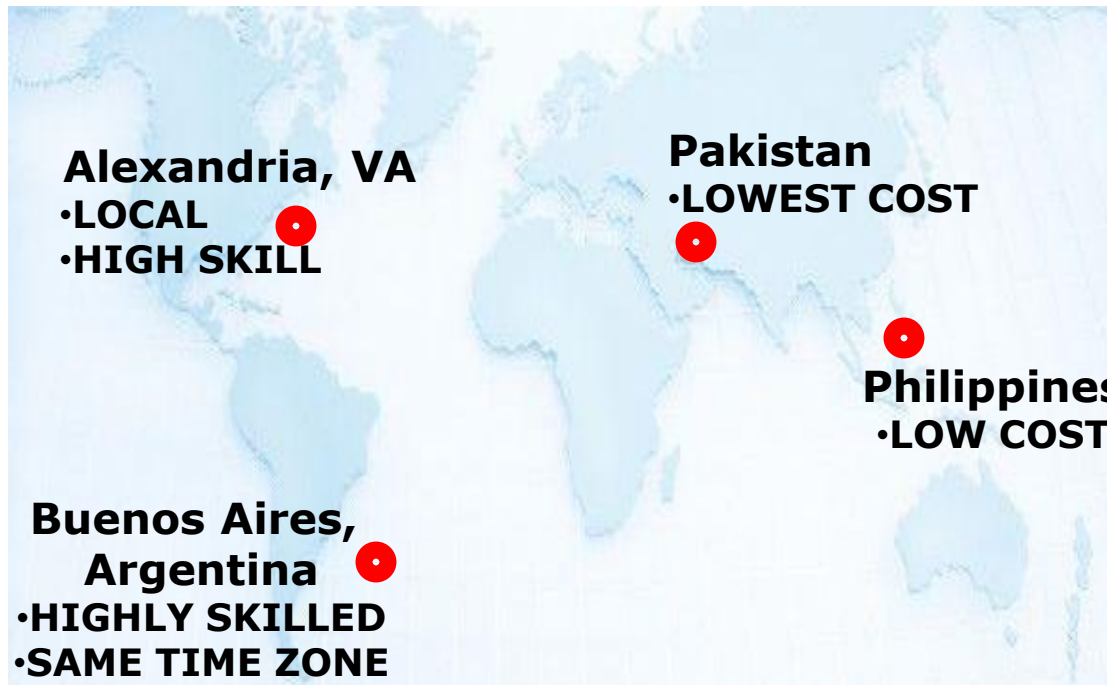 Alexandria, VA
•LOCAL
•HIGH SKILL
Pakistan
•LOWEST COST
Philippines
•LOW COST
Buenos Aires,
Argentina
•HIGHLY SKILLED
•SAME TIME ZONE